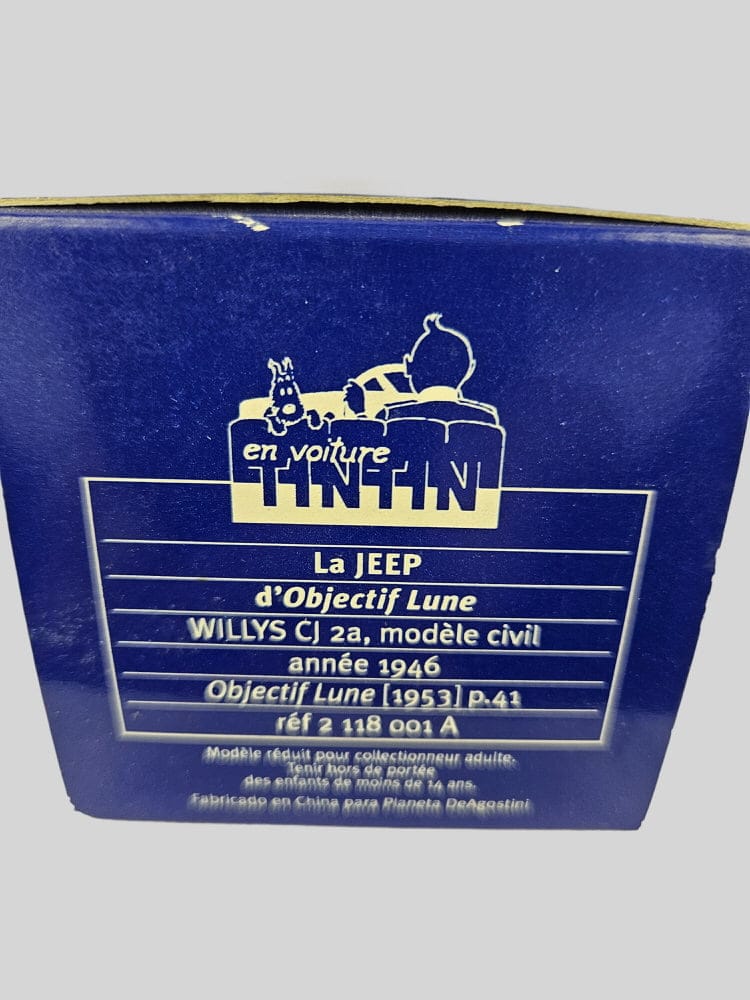 en voiture
TINTIN
La JEEP
d'Objectif Lune
WILLYS CJ 2a, modèle civil
année 1946
Objectif Lune [1953] p.41
réf 2 118 001 A
Modèle réduit pour collectionneur adulte.
Tenir hors de portée
des enfants de moins de 14 ans.
Fabricado en China para Planeta DeAgostini